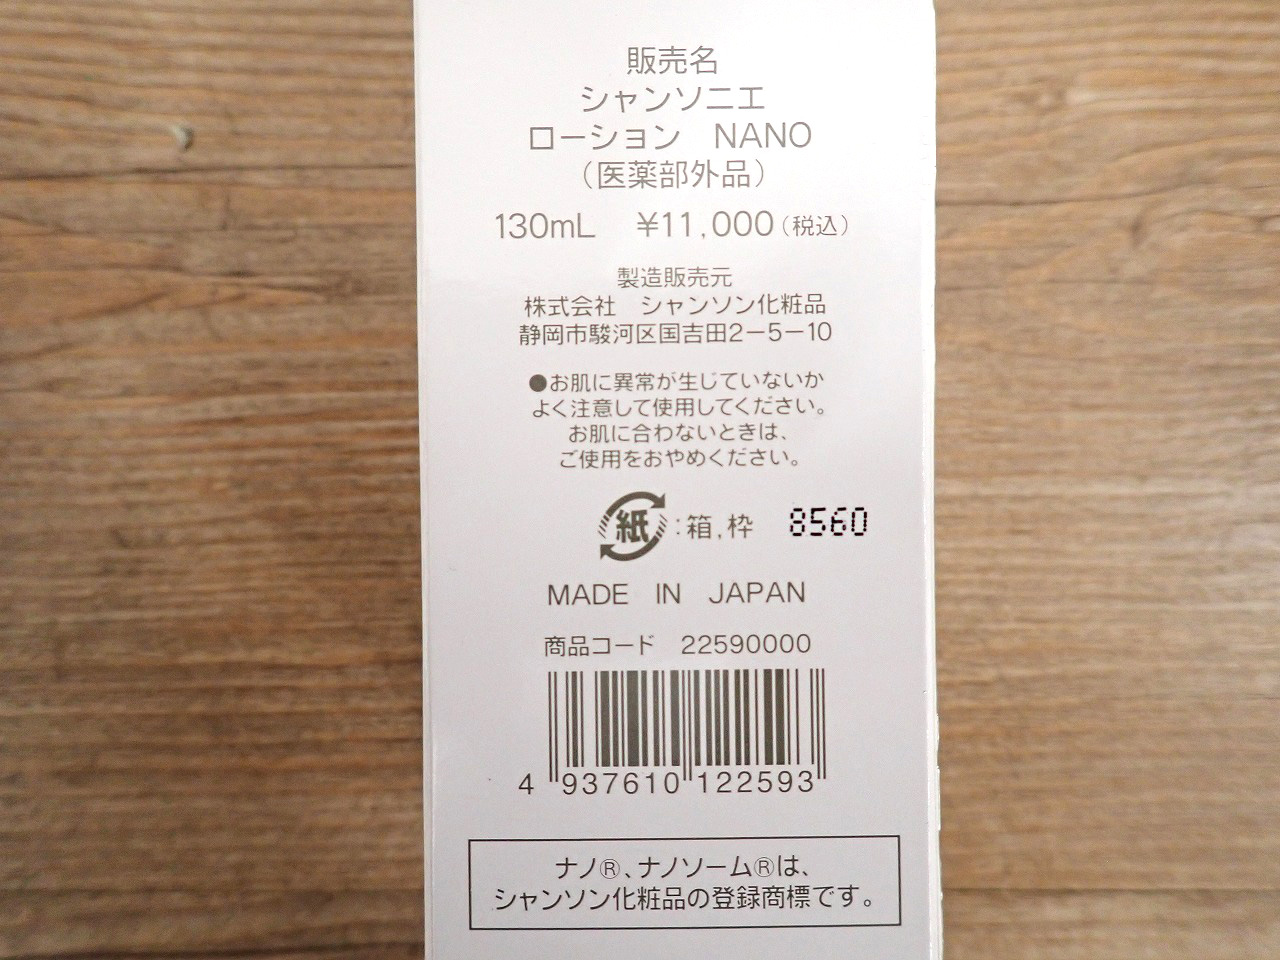 販売名
シャンソニエ
ローション　NANO
（医薬部外品）
130mL　¥11,000（税込）
製造販売元
株式会社　シャンソン化粧品
静岡市駿河区国吉田2−5−10
●お肌に異常が生じていないか
よく注意して使用してください。
お肌に合わないときは、
ご使用をおやめください。
紙:箱,枠　8560
MADE IN JAPAN
商品コード　22590000
4 937610 122593
ナノ®、ナノソーム®は、
シャンソン化粧品の登録商標です。